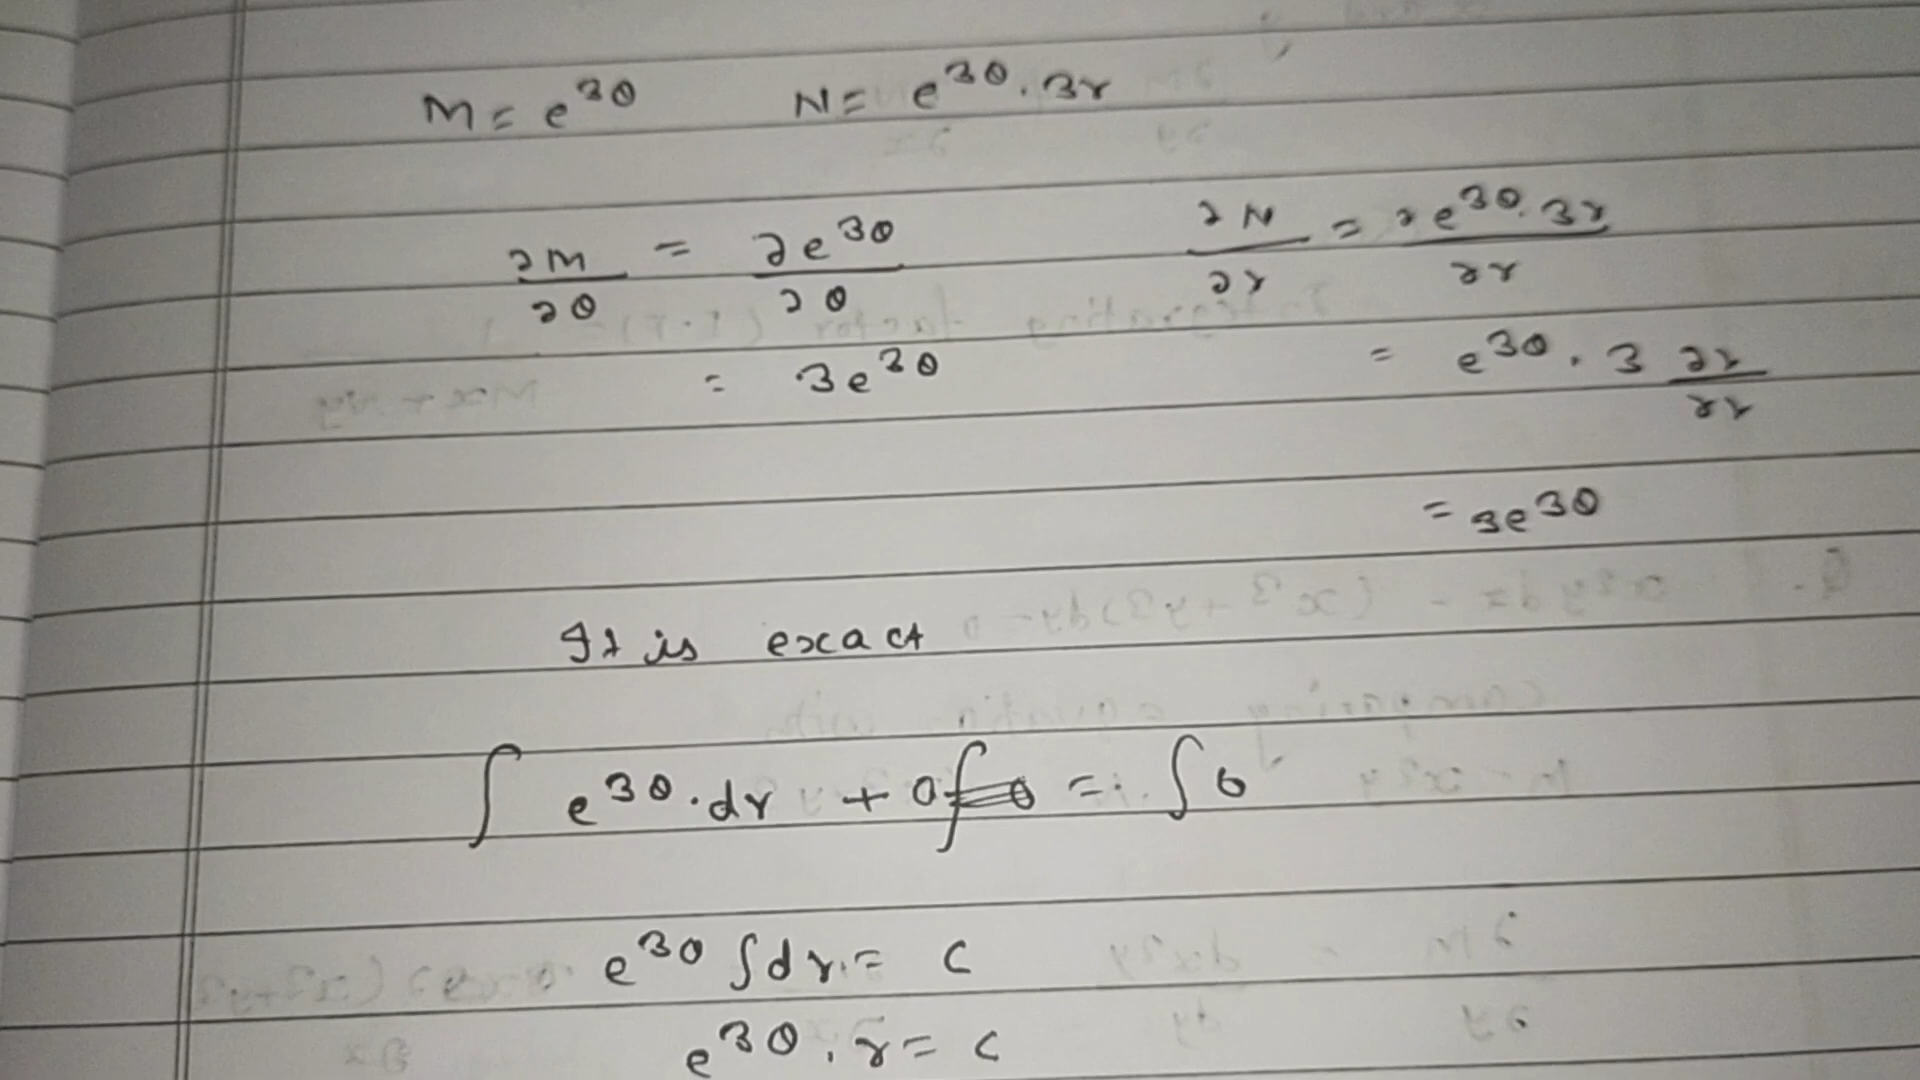 M = e^{3θ} N = e^{3θ}.3r
∂M/∂θ = ∂e^{3θ}/∂θ ∂N/∂r = ∂e^{3θ}.3r/∂r
= 3e^{3θ} = e^{3θ}.3 ∂r/∂r
= 3e^{3θ}
It is exact
∫ e^{3θ}.dr + 0 = ∫0
e^{3θ} ∫dr = c
e^{3θ}.r = c